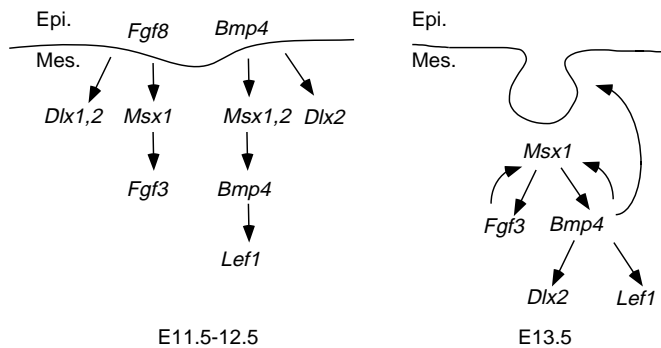 Epi.
Fgf8
Bmp4
Mes.
Dlx1,2
Msx1
Msx1,2
Dlx2
Fgf3
Bmp4
Lef1
E11.5-12.5
Epi.
Mes.
Msx1
Fgf3
Bmp4
Dlx2
Lef1
E13.5